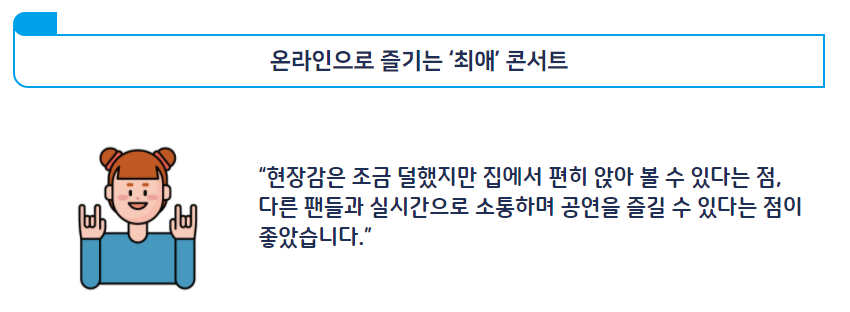 온라인으로 즐기는 ‘최애’ 콘서트
“현장감은 조금 덜했지만 집에서 편히 앉아 볼 수 있다는 점,
다른 팬들과 실시간으로 소통하며 공연을 즐길 수 있다는 점이
좋았습니다.”